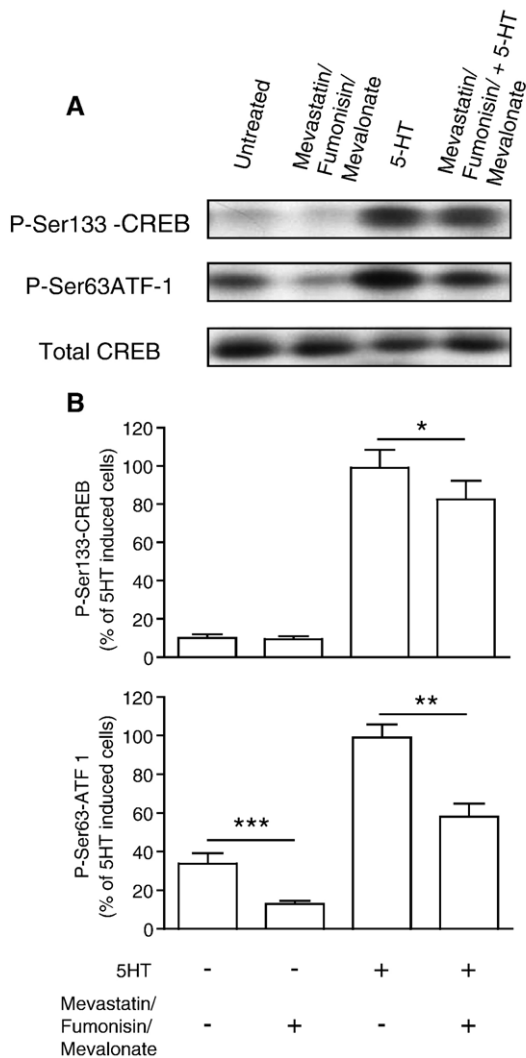 A
Untreated
Mevastatin/
Fumonisin/
Mevalonate
5-HT
Mevastatin/
Fumonisin/ + 5-HT
Mevalonate
P-Ser133 -CREB
P-Ser63ATF-1
Total CREB
B
P-Ser133-CREB
(% of 5HT induced cells)
120
100
80
60
40
20
0
*
P-Ser63-ATF 1
(% of 5HT induced cells)
120
100
80
60
40
20
0
***
**
5HT - - + +
Mevastatin/
Fumonisin/ - + - +
Mevalonate